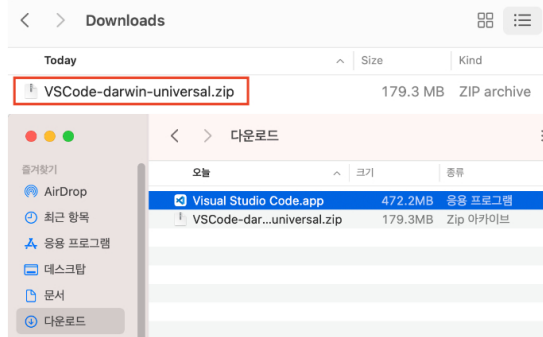 Downloads
Today Size Kind
VSCode-darwin-universal.zip 179.3 MB ZIP archive
다운로드
즐겨찾기
오늘 크기 종류
AirDrop
Visual Studio Code.app 472.2MB 응용 프로그램
최근 항목
VSCode-dar...universal.zip 179.3MB Zip 아카이브
응용 프로그램
데스크탑
문서
다운로드